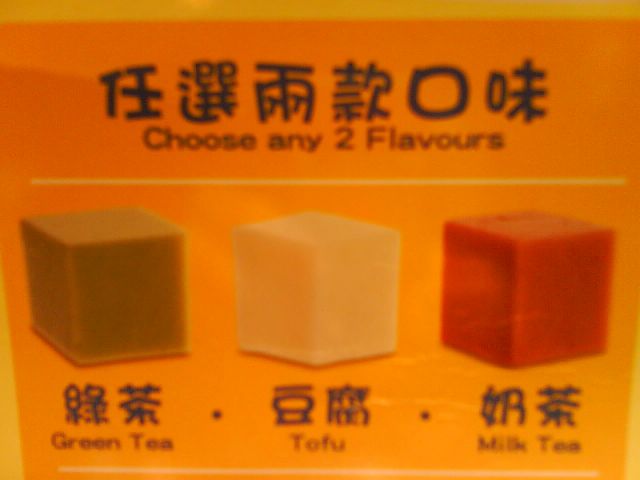 任選兩款口味
Choose any 2 Flavours
綠茶 · 豆腐 · 奶茶
Green Tea Tofu Milk Tea